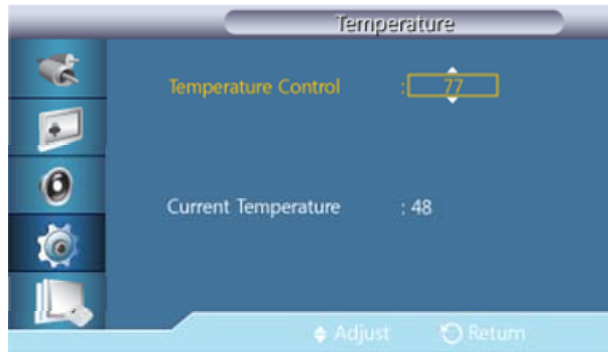 Temperature
Temperature Control : 77
Current Temperature : 48
Adjust Return